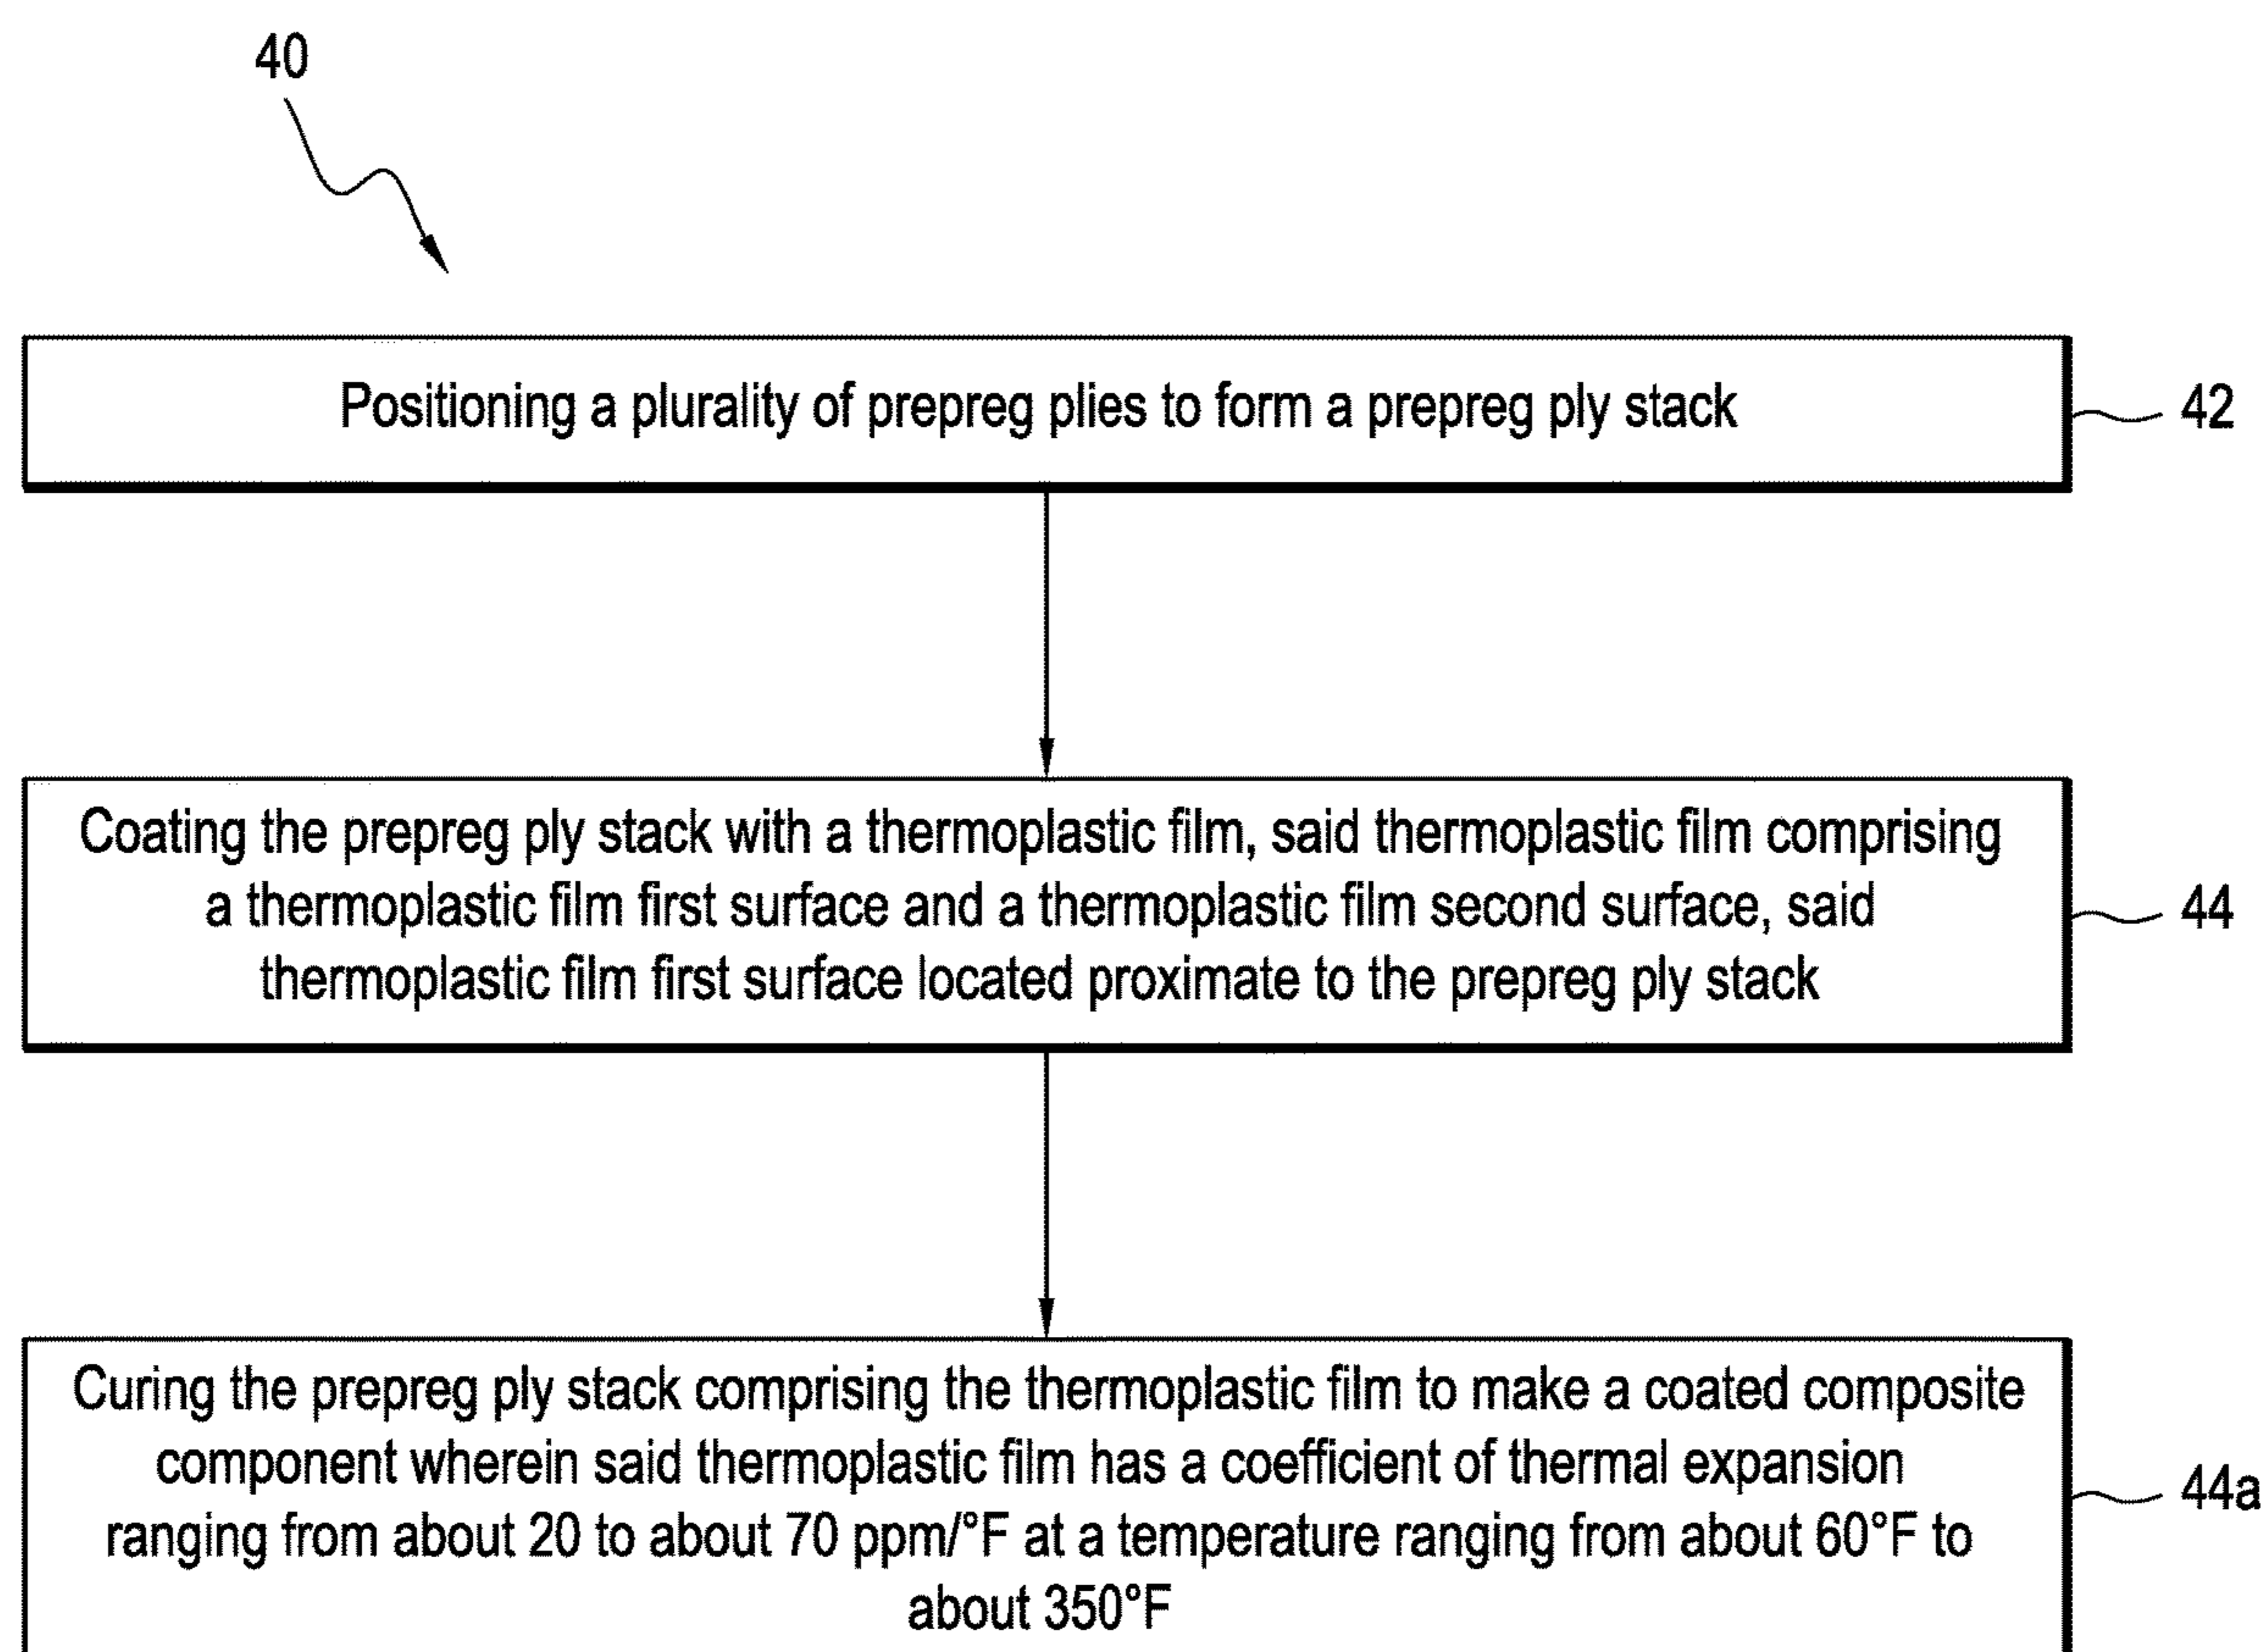 40
Positioning a plurality of prepreg plies to form a prepreg ply stack
42
Coating the prepreg ply stack with a thermoplastic film, said thermoplastic film comprising
a thermoplastic film first surface and a thermoplastic film second surface, said
thermoplastic film first surface located proximate to the prepreg ply stack
44
Curing the prepreg ply stack comprising the thermoplastic film to make a coated composite
component wherein said thermoplastic film has a coefficient of thermal expansion
ranging from about 20 to about 70 ppm/°F at a temperature ranging from about 60°F to
about 350°F
44a